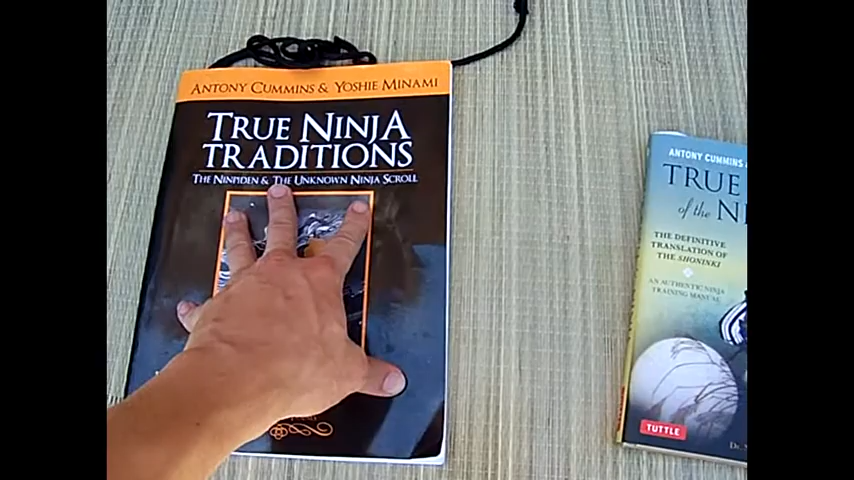 ANTONY CUMMINS & YOSHIE MINAMI
TRUE NINJA
TRADITIONS
THE NINPIDEN & THE UNKNOWN NINJA SCROLL
ANTONY CUMMINS
TRUE
of the
THE DEFINITIVE
TRANSLATION OF
THE SHONINKI
AN AUTHENTIC NINJA
TRAINING MANUAL
TUTTLE